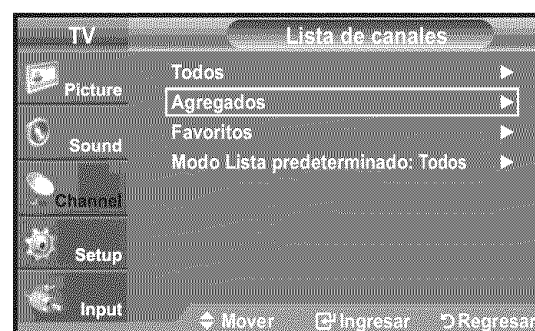 TV
Lista de canales
Picture
Sound
Channel
Setup
Input
Todos
Agregados
Favoritos
Modo Lista predeterminado: Todos
Mover Ingresar Regresar